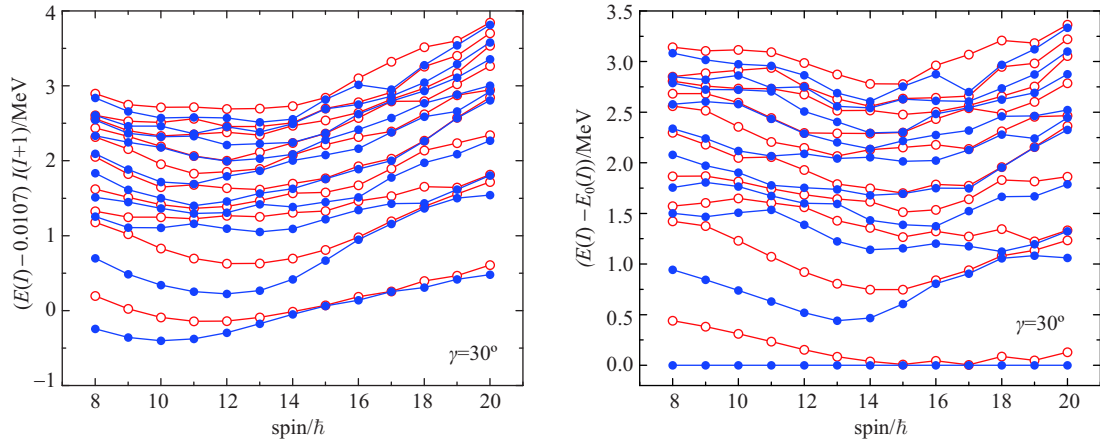 4
3
2
1
0
−1
(E(I)−0.0107) I(I+1)/MeV
8 10 12 14 16 18 20
spin/ħ
γ=30º
3.5
3.0
2.5
2.0
1.5
1.0
0.5
0.0
(E(I)−E₀(I))/MeV
8 10 12 14 16 18 20
spin/ħ
γ=30º